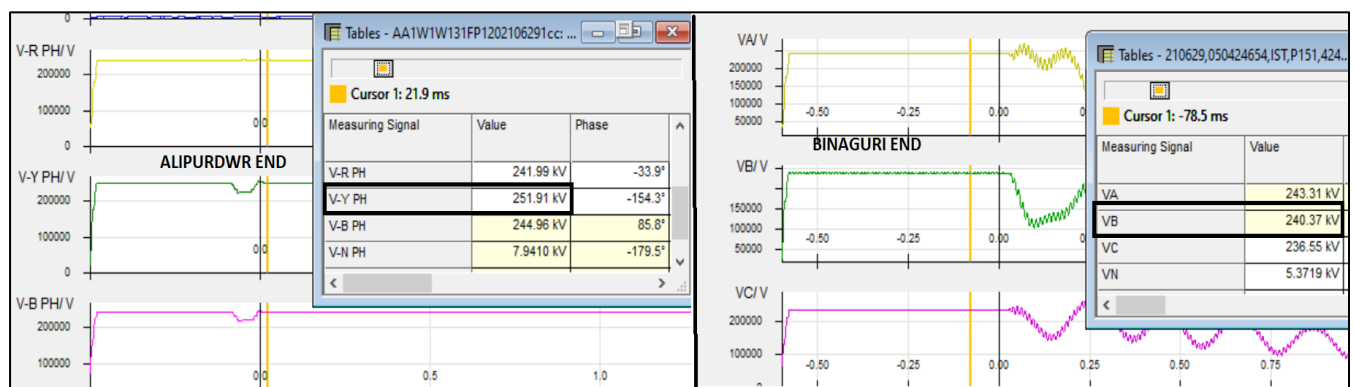 0
V-R PH/ V
200000
100000
0
0,0
ALIPURDWR END
V-Y PH/ V
200000
100000
0
0,0
V-B PH/ V
200000
100000
0,0
0.5
1.0
Tables - AA1W1W131FP1202106291cc: ...
Cursor 1: 21.9 ms
Measuring Signal Value Phase
V-R PH 241.99 kV -33.9°
V-Y PH 251.91 kV -154.3°
V-B PH 244.96 kV 85.8°
V-N PH 7.9410 kV -179.5°
VA/ V
200000
150000
100000
50000
-0.50 -0.25 0.00
BINAGURI END
VB/ V
150000
100000
50000
-0.50 -0.25 0.00
VC/ V
200000
100000
-0.50 -0.25 0.00 0.25 0.50 0.75
Tables - 210629,050424654,IST,P151,424...
Cursor 1: -78.5 ms
Measuring Signal Value
VA 243.31 kV
VB 240.37 kV
VC 236.55 kV
VN 5.3719 kV